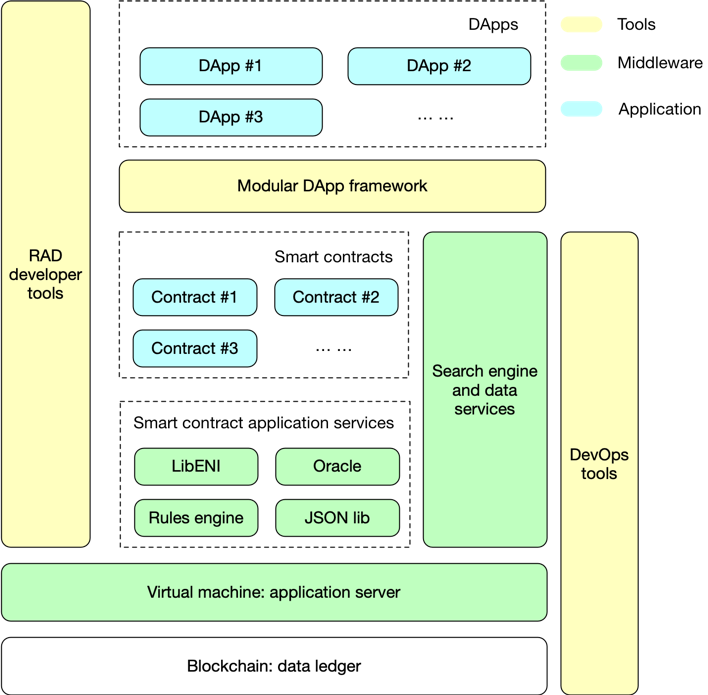 DApps
Tools
DApp #1
DApp #2
Middleware
DApp #3
... ...
Application
Modular DApp framework
RAD
developer
tools
Smart contracts
Contract #1
Contract #2
Contract #3
... ...
Search engine
and data
services
Smart contract application services
LibENI
Oracle
Rules engine
JSON lib
DevOps
tools
Virtual machine: application server
Blockchain: data ledger